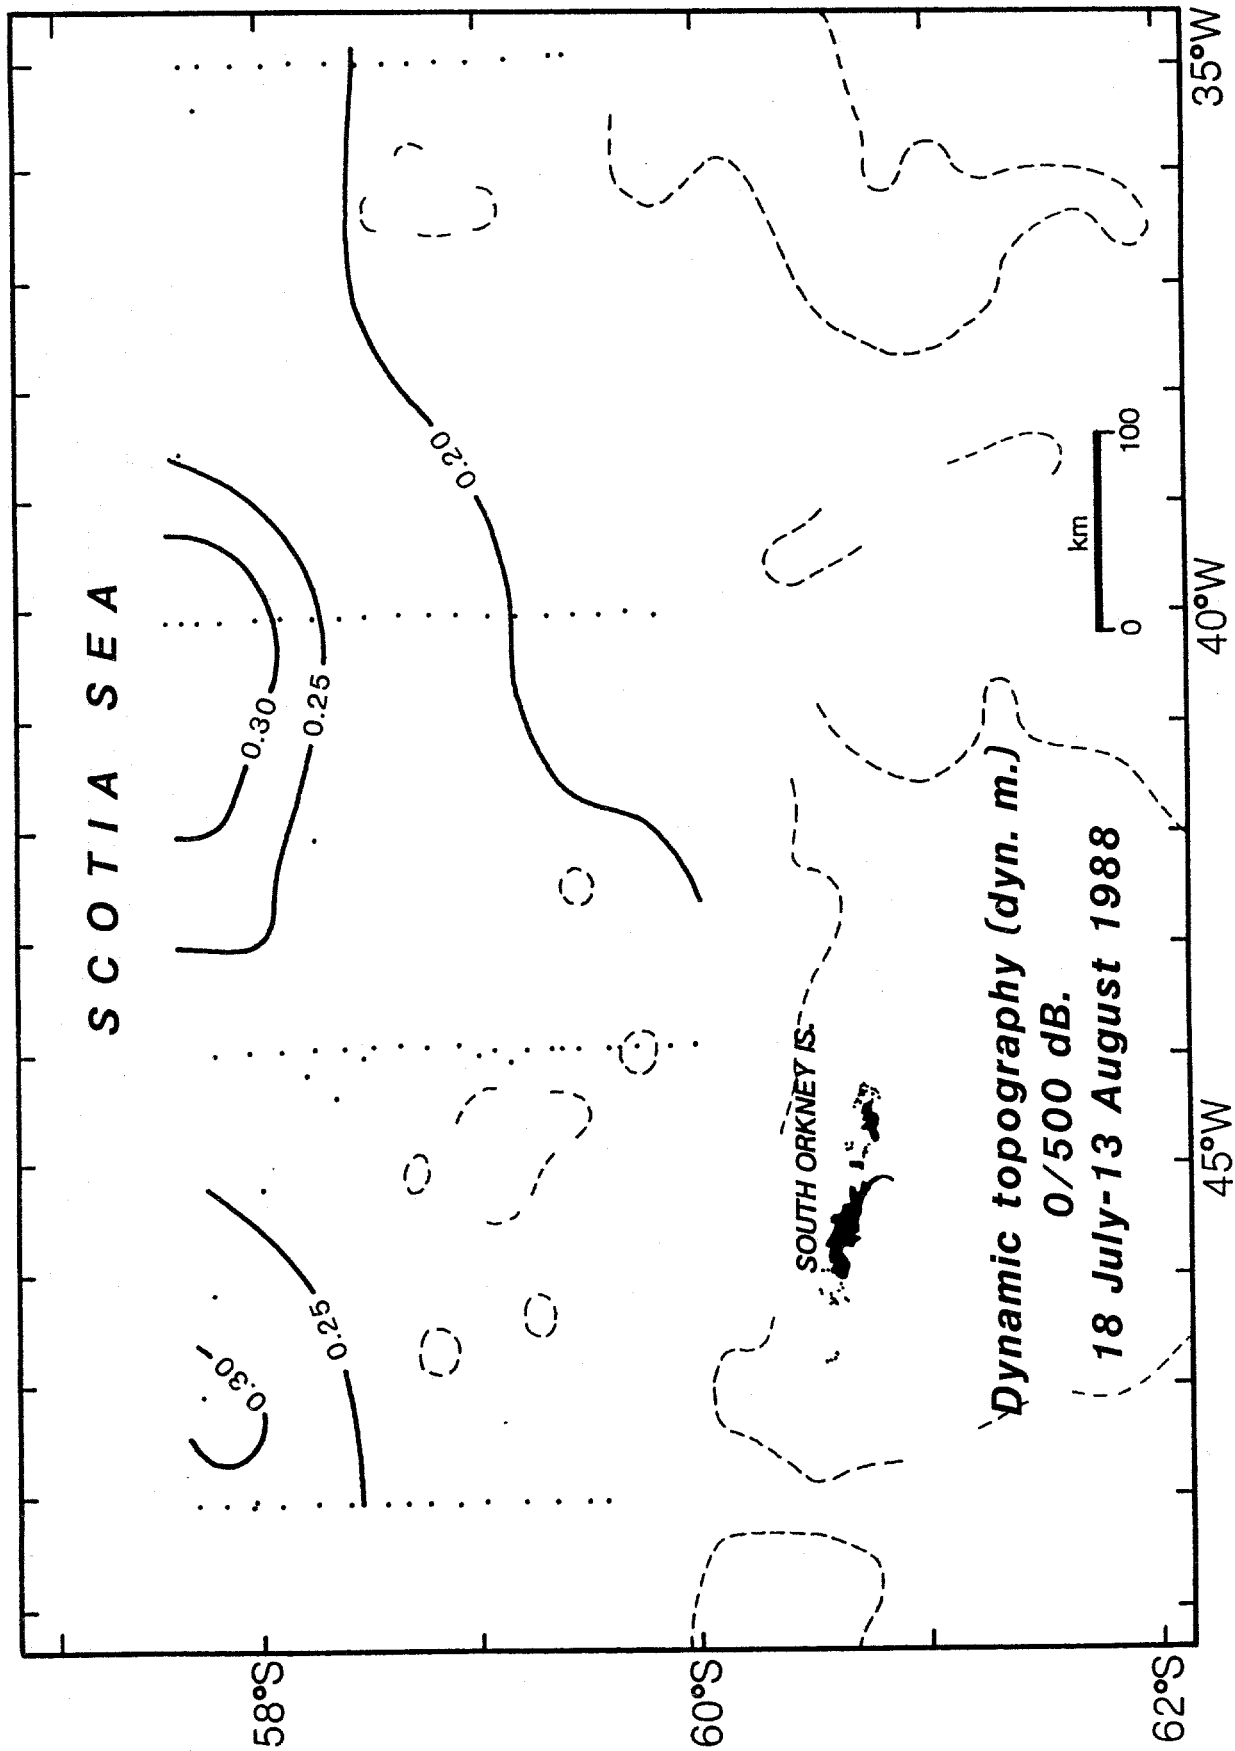 SCOTIA SEA
58°S
60°S
62°S
0.30
0.25
0.30
0.25
0.20
SOUTH ORKNEY IS.
Dynamic topography (dyn. m.)
0/500 dB.
18 July-13 August 1988
km
0 100
45°W
40°W
35°W